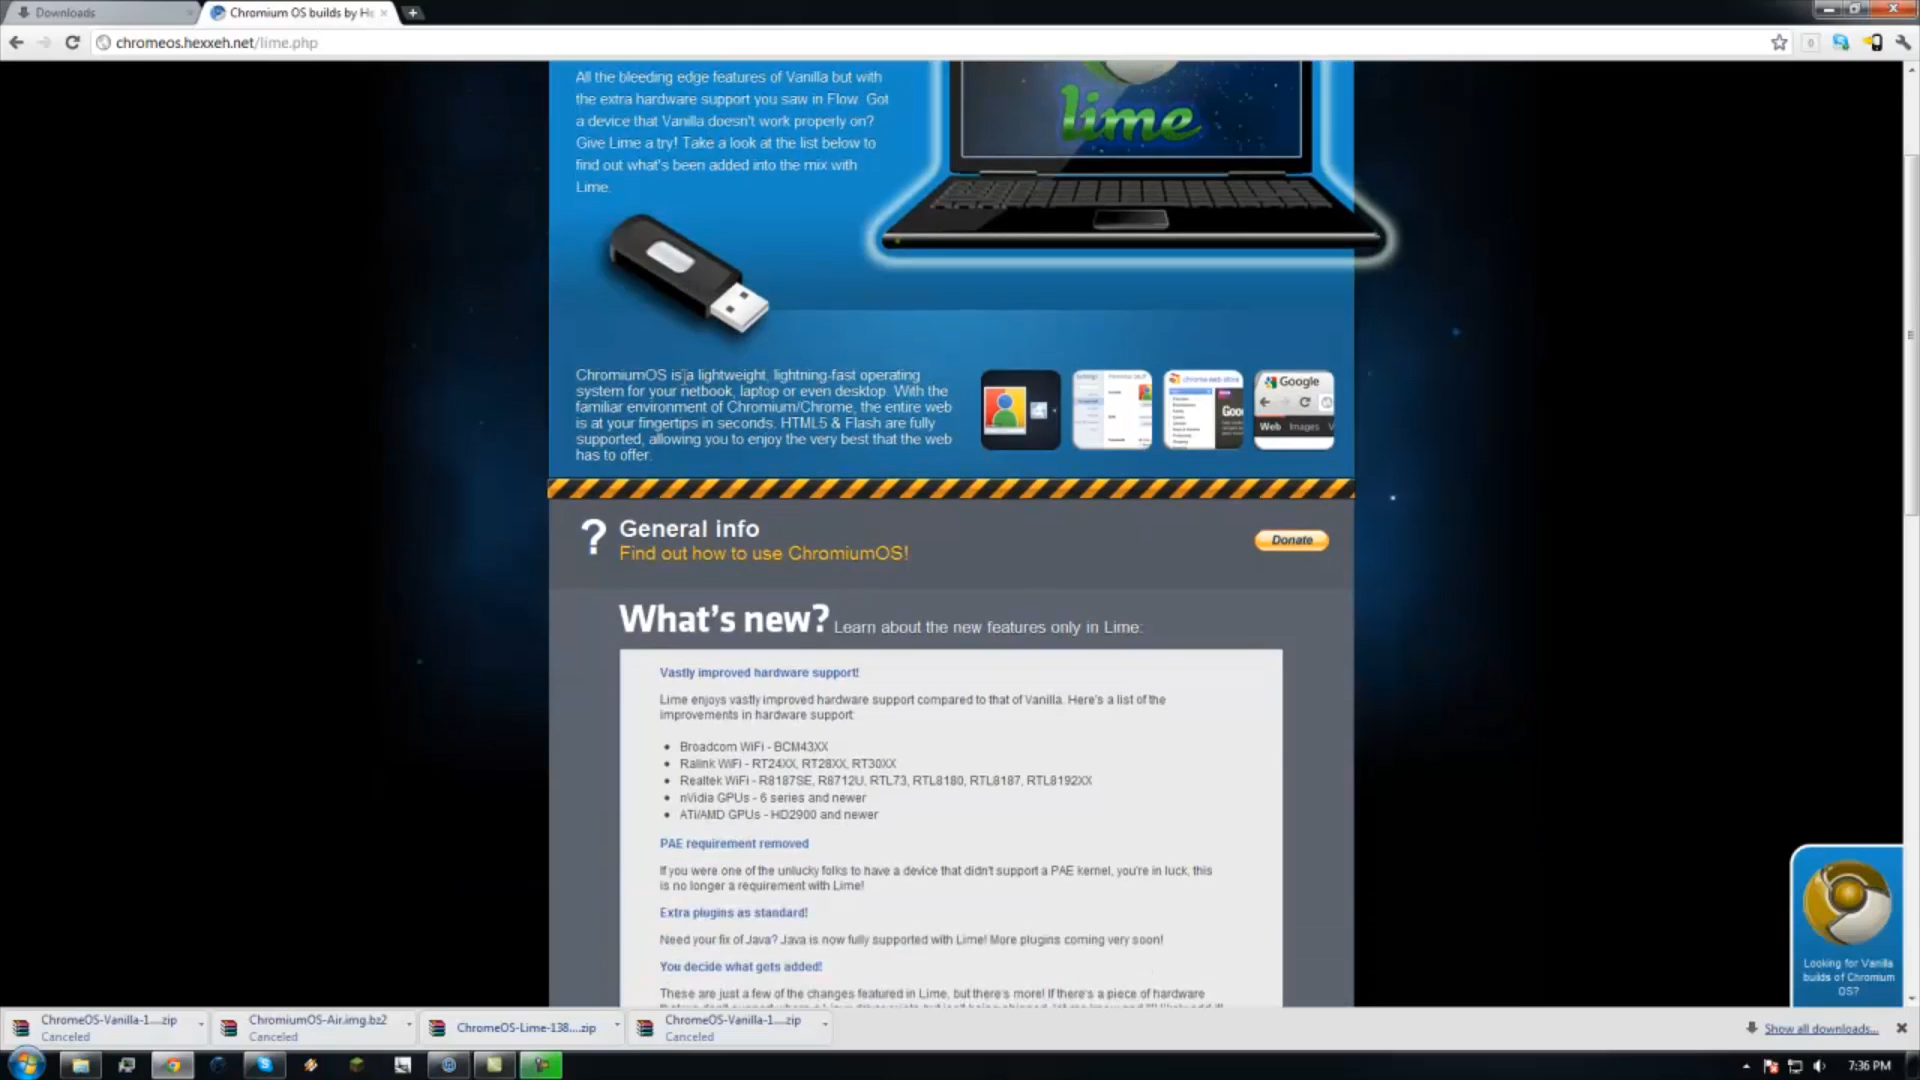 Downloads
Chromium OS builds by He
chromeos.hexxeh.net/lime.php
All the bleeding edge features of Vanilla but with
the extra hardware support you saw in Flow. Got
a device that Vanilla doesn't work properly on?
Give Lime a try! Take a look at the list below to
find out what's been added into the mix with
Lime.
lime
ChromiumOS is a lightweight, lightning-fast operating
system for your netbook, laptop or even desktop. With the
familiar environment of Chromium/Chrome, the entire web
is at your fingertips in seconds. HTML5 & Flash are fully
supported, allowing you to enjoy the very best that the web
has to offer.
chrome web store
Goo
Google
Web Images V
?
General info
Find out how to use ChromiumOS!
Donate
What's new? Learn about the new features only in Lime:
Vastly improved hardware support!
Lime enjoys vastly improved hardware support compared to that of Vanilla. Here's a list of the
improvements in hardware support
• Broadcom WiFi - BCM43XX
• Ralink WiFi - RT24XX, RT28XX, RT30XX
• Realtek WiFi - R8187SE, R8712U, RTL73, RTL8180, RTL8187, RTL8192XX
• nVidia GPUs - 6 series and newer
• ATi/AMD GPUs - HD2900 and newer
PAE requirement removed
If you were one of the unlucky folks to have a device that didn't support a PAE kernel, you're in luck, this
is no longer a requirement with Lime!
Extra plugins as standard!
Need your fix of Java? Java is now fully supported with Lime! More plugins coming very soon!
You decide what gets added!
These are just a few of the changes featured in Lime, but there's more! If there's a piece of hardware
Looking for Vanilla
builds of Chromium
OS?
ChromeOS-Vanilla-1....zip
Canceled
ChromiumOS-Air.img.bz2
Canceled
ChromeOS-Lime-138....zip
ChromeOS-Vanilla-1....zip
Canceled
Show all downloads...
7:36 PM